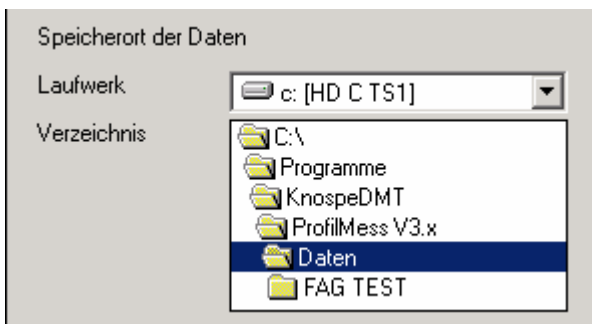 Speicherort der Daten
Laufwerk
c: [HD C TS1]
Verzeichnis
C:\
Programme
KnospeDMT
ProfilMess V3.x
Daten
FAG TEST